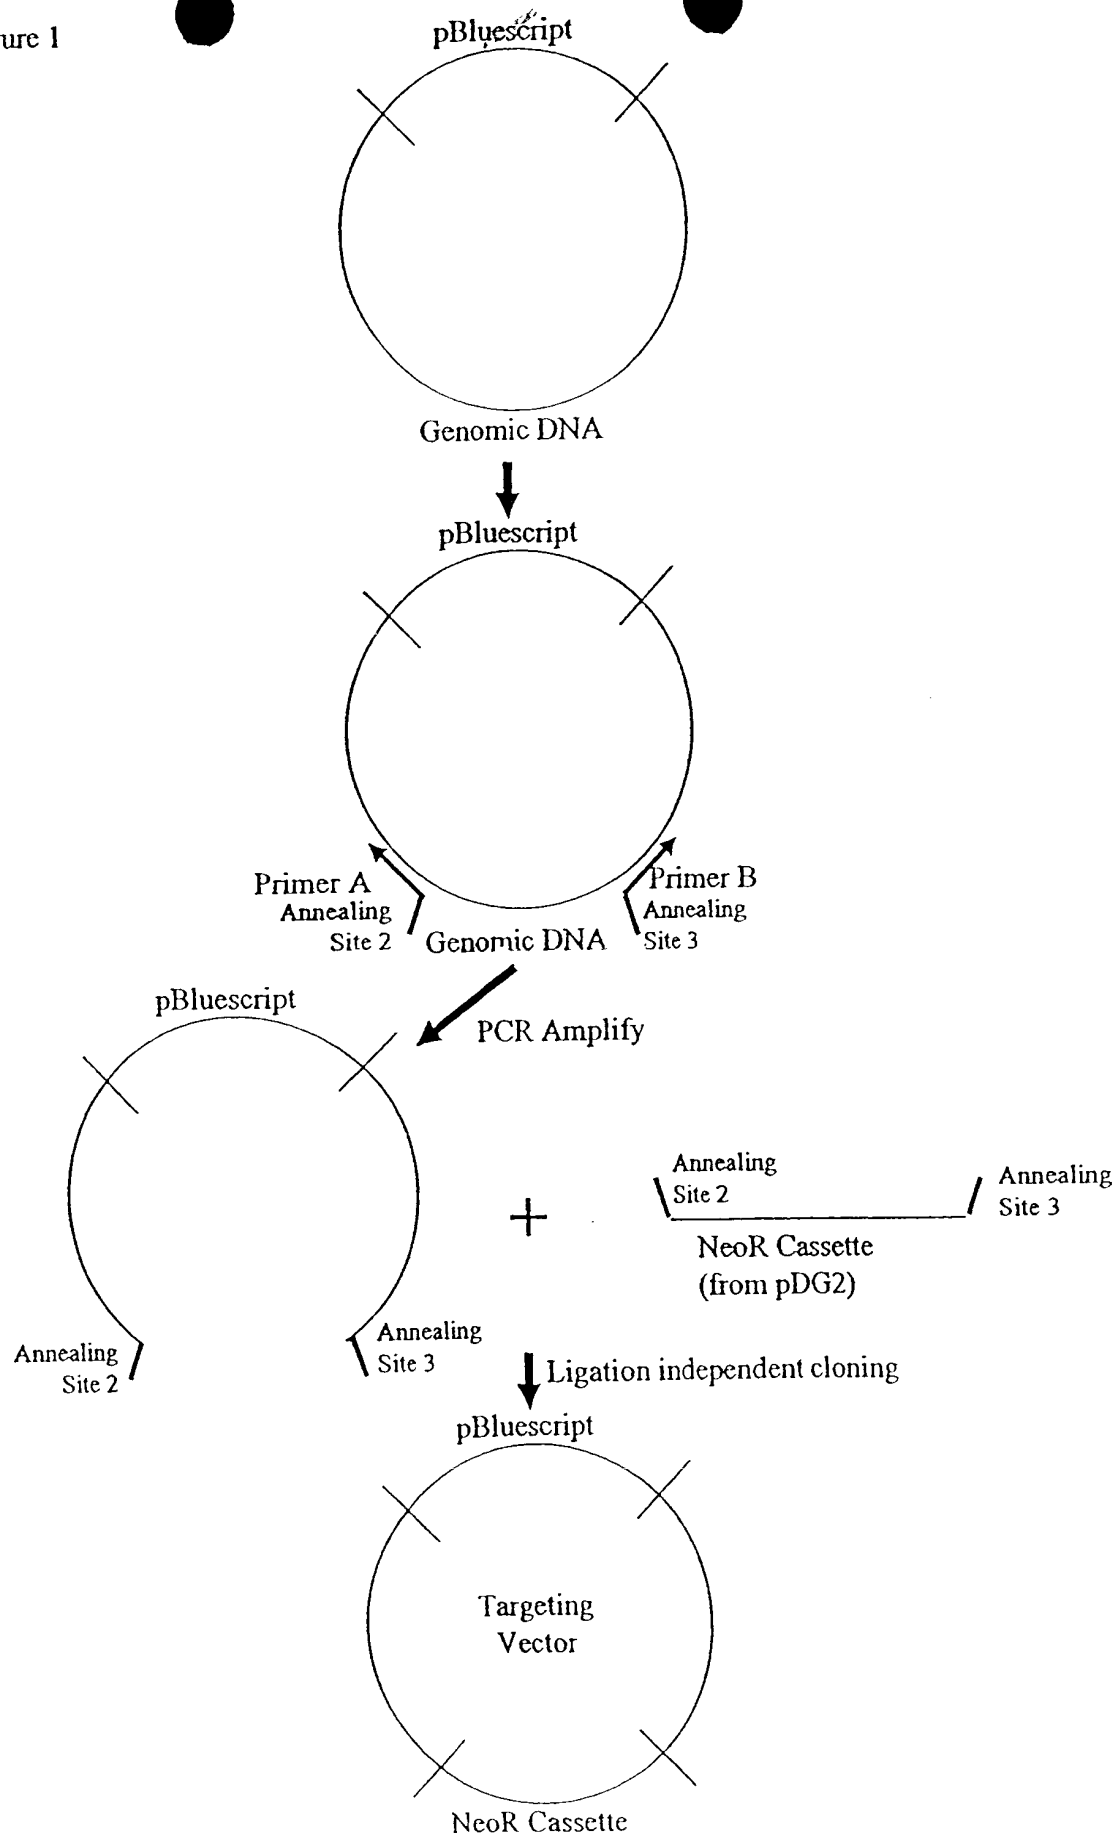 ure 1
pBluescript
Genomic DNA
pBluescript
Primer A
Annealing
Site 2
Primer B
Annealing
Site 3
Genomic DNA
pBluescript
PCR Amplify
Annealing
Site 2
Annealing
Site 3
NeoR Cassette
(from pDG2)
Annealing
Site 2
Annealing
Site 3
Ligation independent cloning
pBluescript
Targeting
Vector
NeoR Cassette